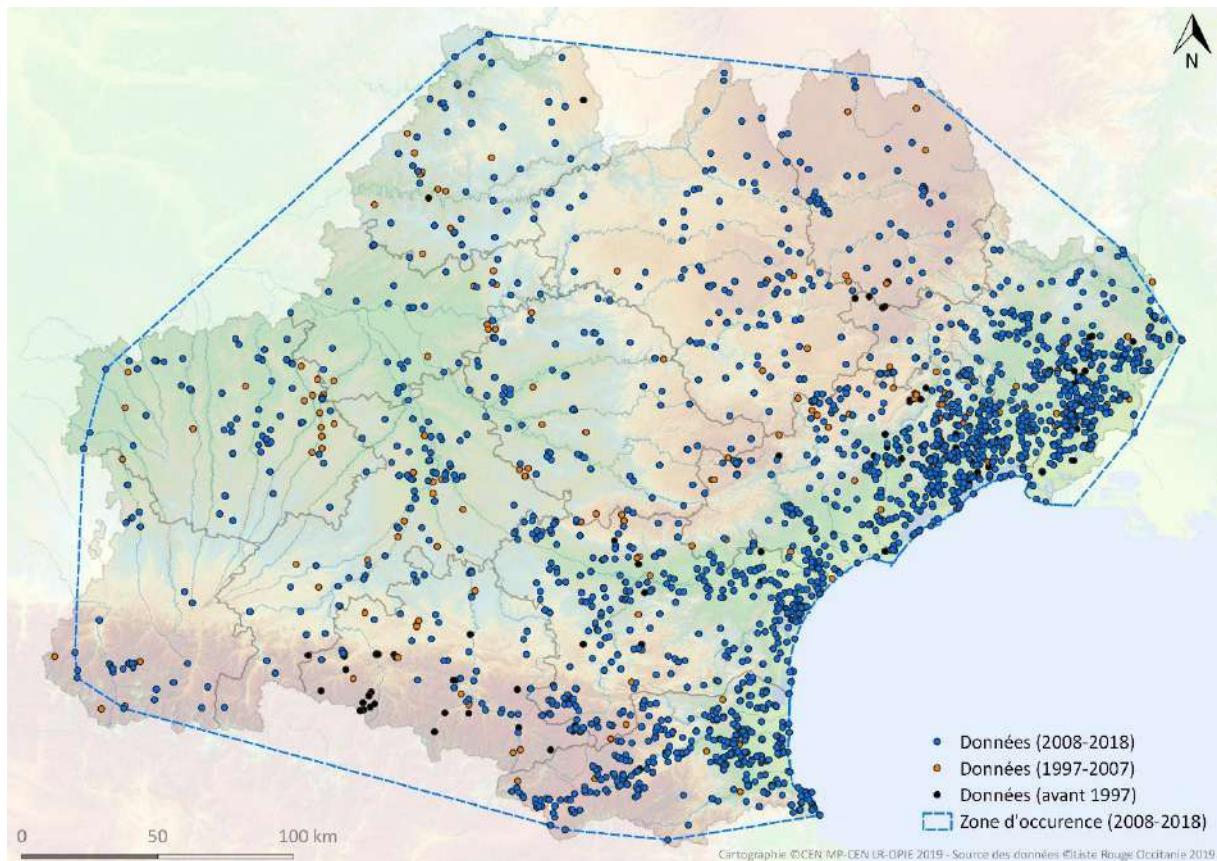 N
Données (2008-2018)
Données (1997-2007)
Données (avant 1997)
Zone d'occurence (2008-2018)
0 50 100 km
Cartographie ©CEN MP-CEN LR-OPIE 2019 - Source des données ©Liste Rouge Occitanie 2019